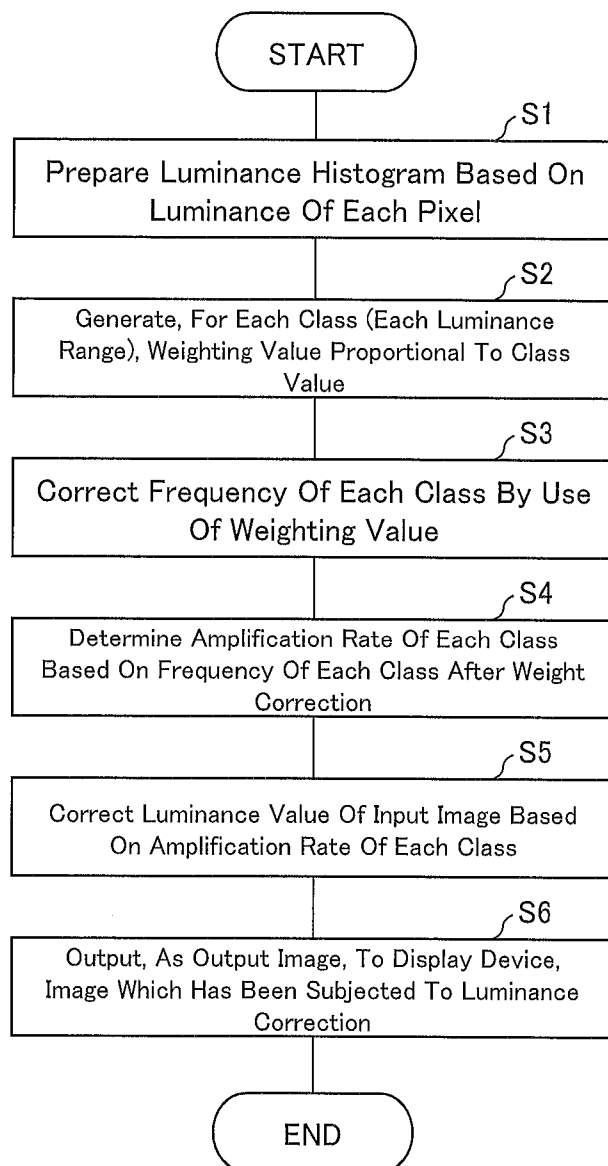 START
S1
Prepare Luminance Histogram Based On
Luminance Of Each Pixel
S2
Generate, For Each Class (Each Luminance
Range), Weighting Value Proportional To Class
Value
S3
Correct Frequency Of Each Class By Use
Of Weighting Value
S4
Determine Amplification Rate Of Each Class
Based On Frequency Of Each Class After Weight
Correction
S5
Correct Luminance Value Of Input Image Based
On Amplification Rate Of Each Class
S6
Output, As Output Image, To Display Device,
Image Which Has Been Subjected To Luminance
Correction
END